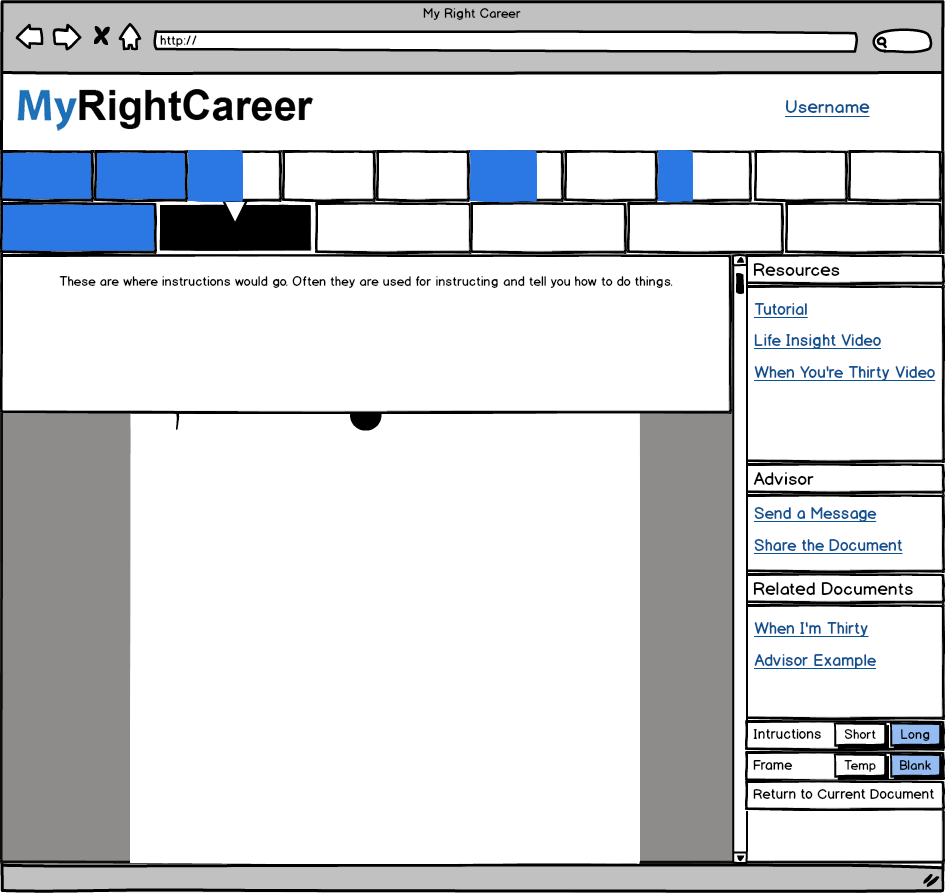 My Right Career
http://
MyRightCareer
Username
These are where instructions would go. Often they are used for instructing and tell you how to do things.
Resources
Tutorial
Life Insight Video
When You're Thirty Video
Advisor
Send a Message
Share the Document
Related Documents
When I'm Thirty
Advisor Example
Intructions Short Long
Frame Temp Blank
Return to Current Document